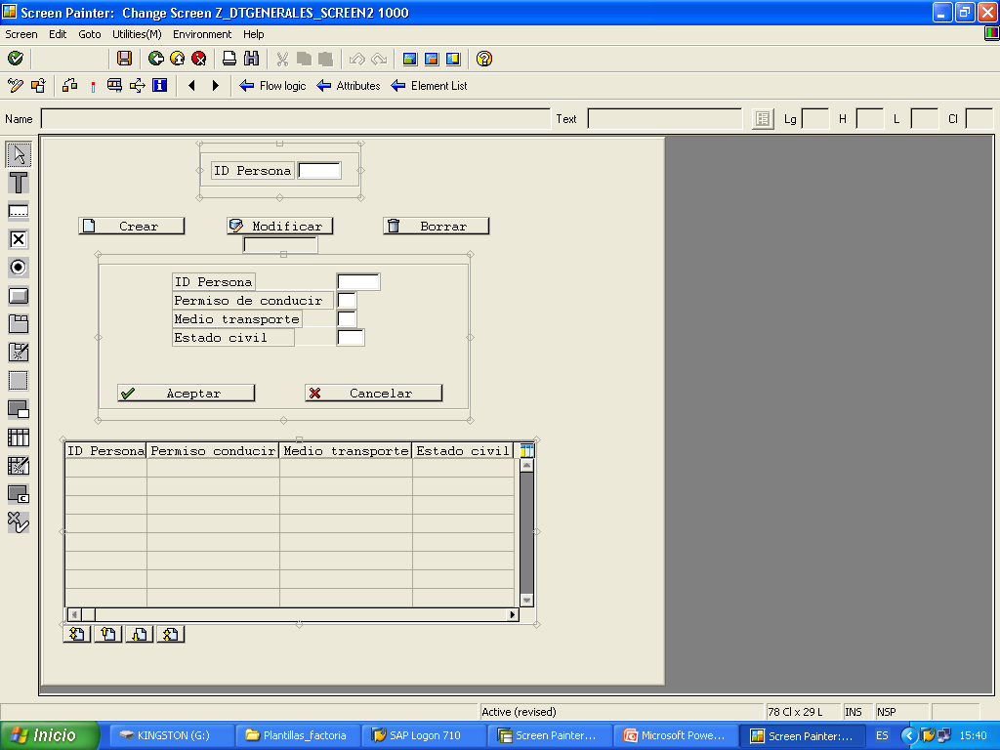 Screen Painter: Change Screen Z_DTGENERALES_SCREEN2 1000
Screen Edit Goto Utilities(M) Environment Help
Flow logic Attributes Element List
Name Text Lg H L Cl
ID Persona
Crear Modificar Borrar
ID Persona
Permiso de conducir
Medio transporte
Estado civil
Aceptar Cancelar
ID Persona Permiso conducir Medio transporte Estado civil
Active (revised) 78 Cl x 29 L INS NSP
Inicio KINGSTON (G:) Plantillas_factoria SAP Logon 710 Screen Painter... Microsoft Powe... Screen Painter:... ES 15:40